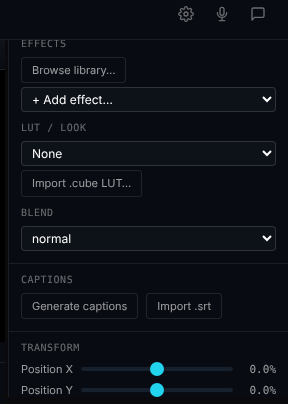 EFFECTS
Browse library...
+ Add effect...
LUT / LOOK
None
Import .cube LUT...
BLEND
normal
CAPTIONS
Generate captions Import .srt
TRANSFORM
Position X 0.0%
Position Y 0.0%